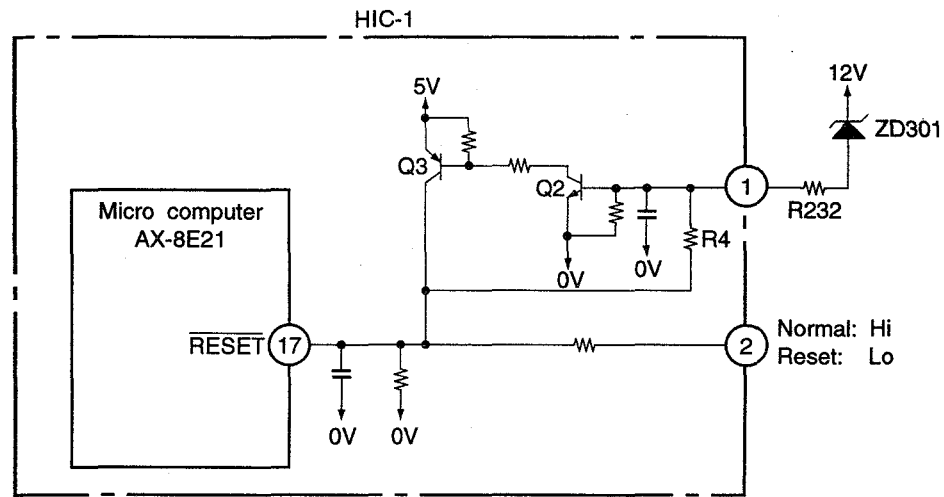 HIC-1
12V
ZD301
5V
Q3
Q2
1
R232
Micro computer
AX-8E21
R4
0V
0V
RESET
17
2
Normal: Hi
Reset: Lo
0V
0V